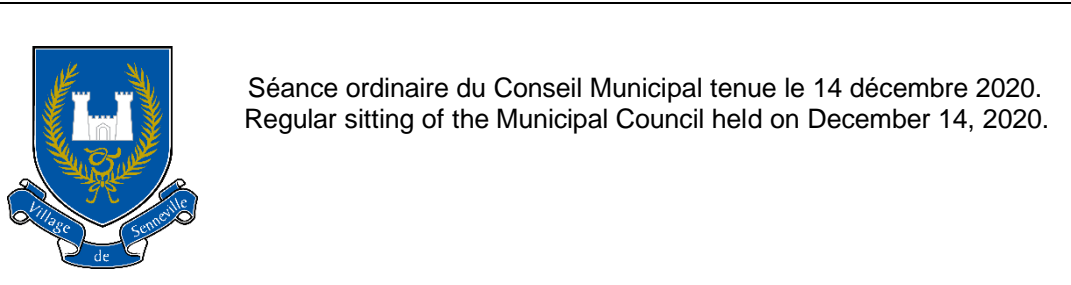 Séance ordinaire du Conseil Municipal tenue le 14 décembre 2020.
Regular sitting of the Municipal Council held on December 14, 2020.
Village
de
Senneville